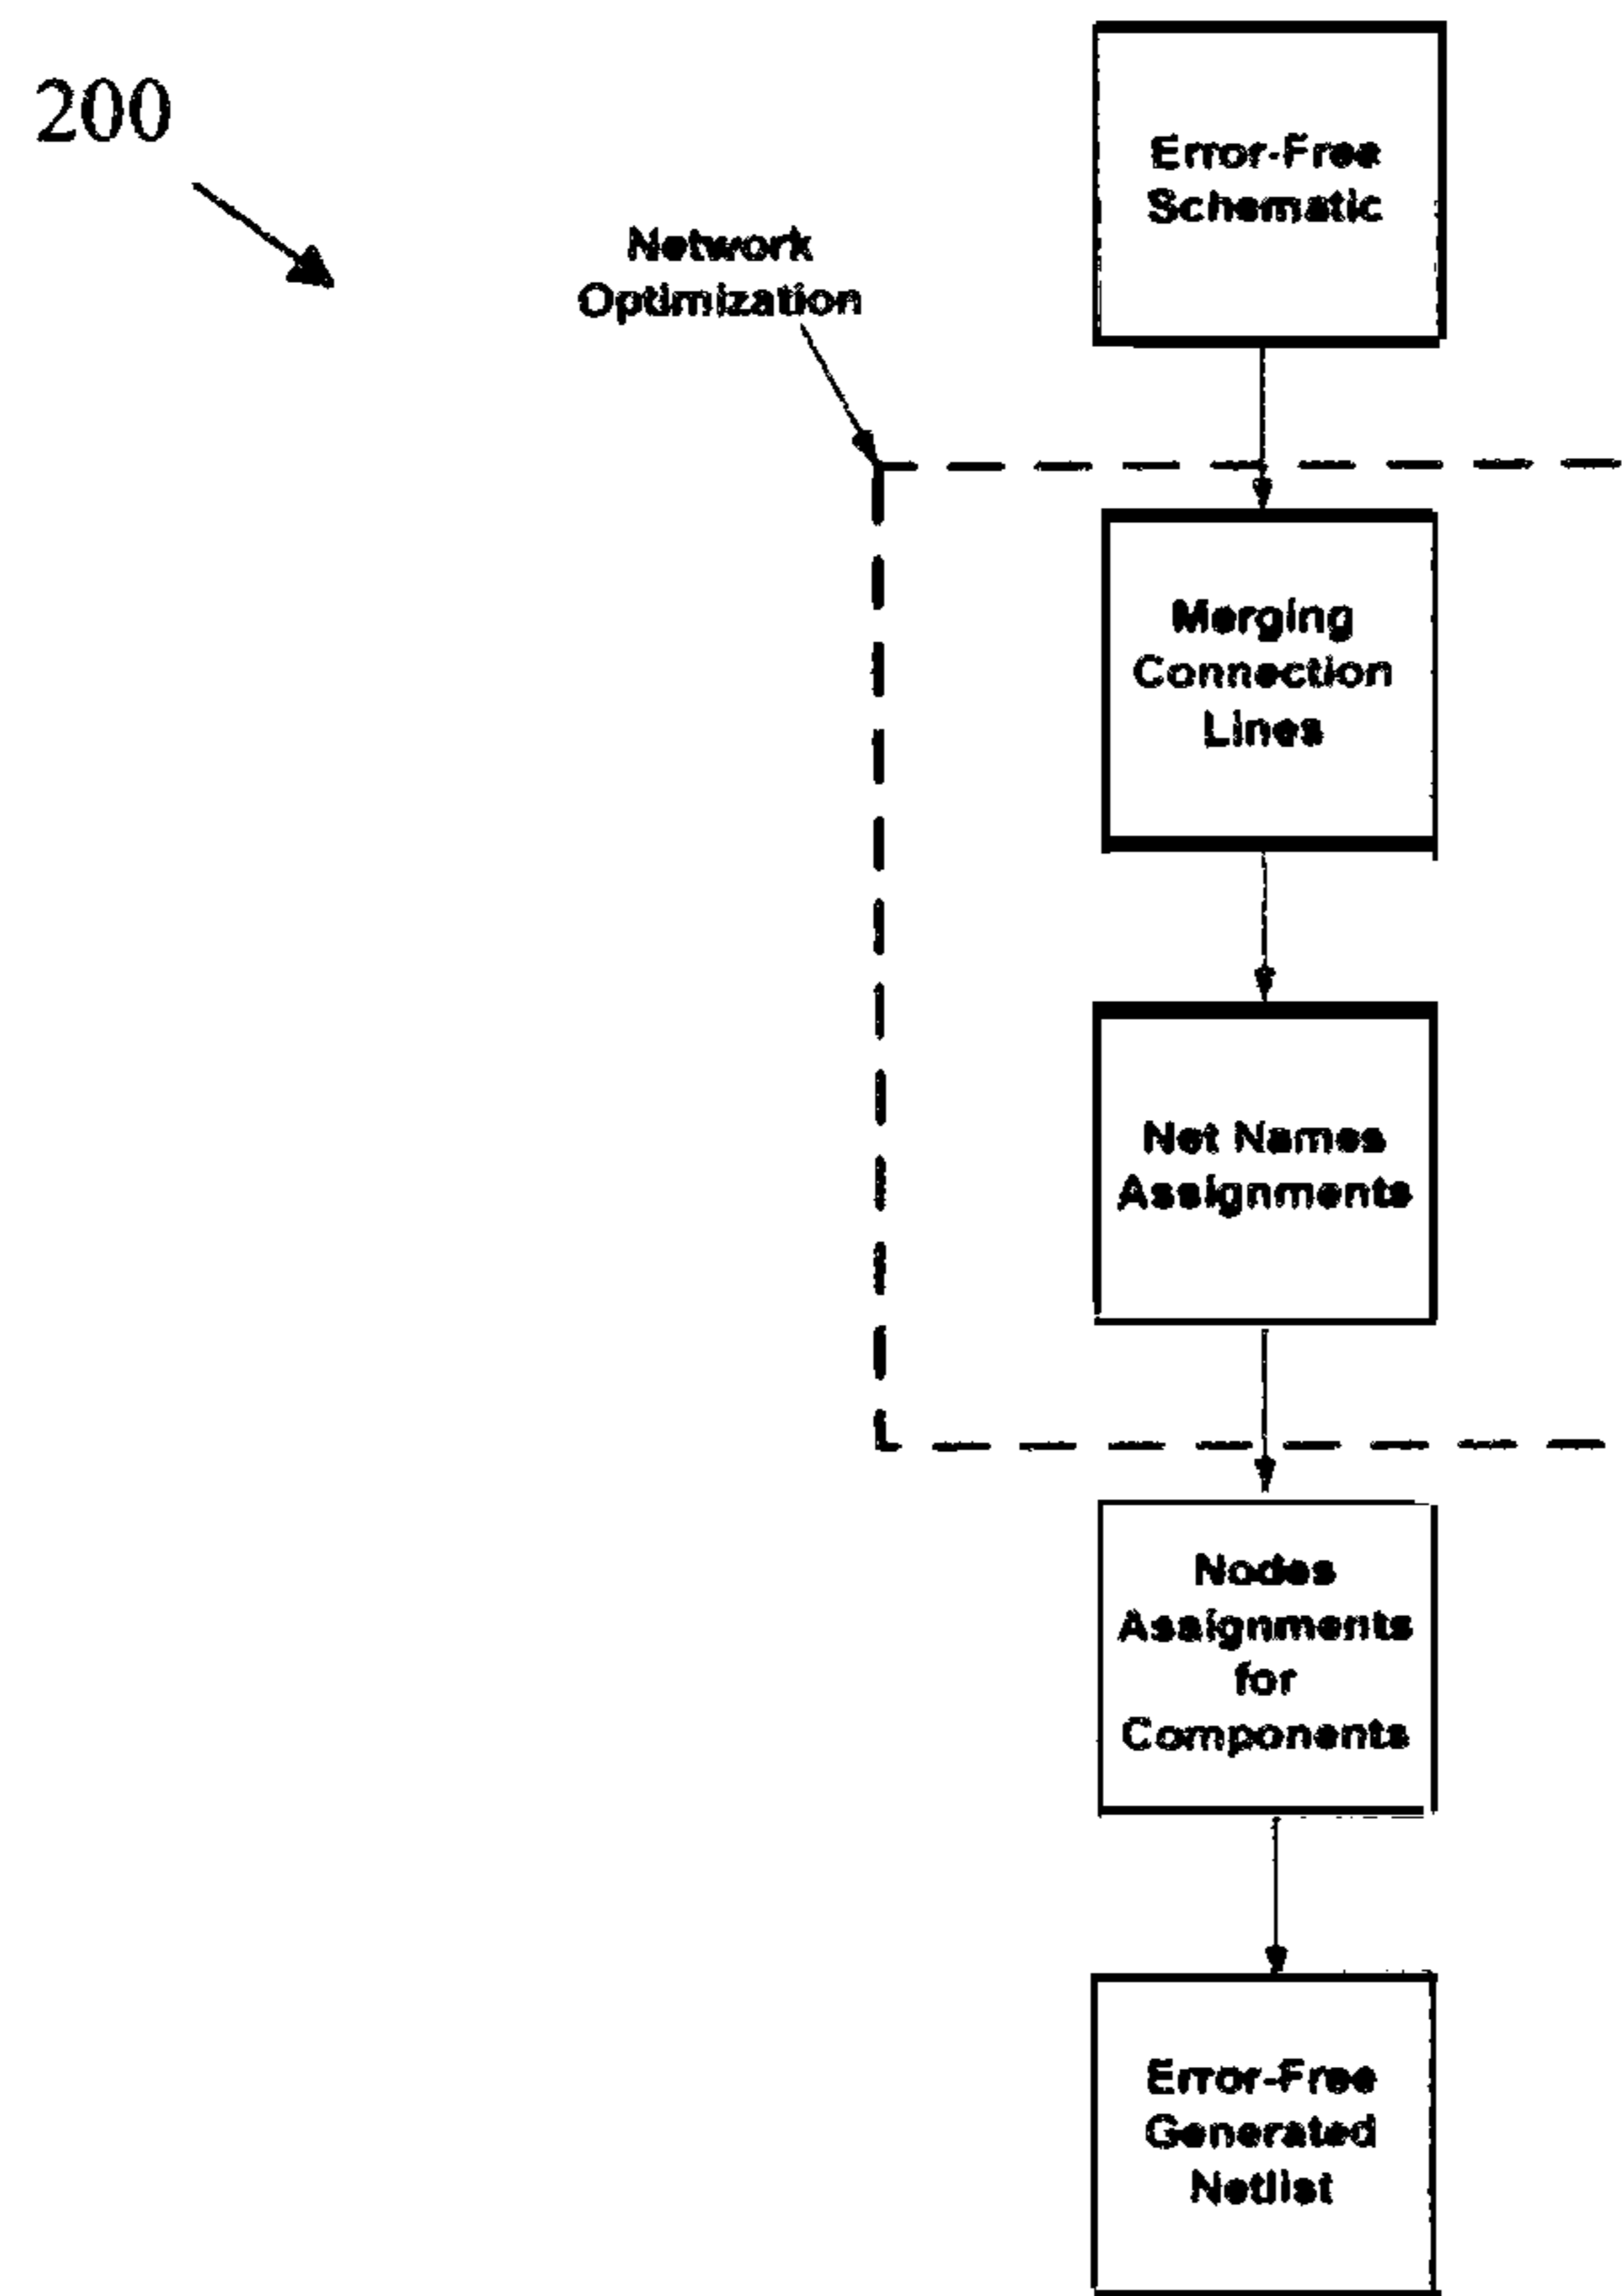 200
Error-Free
Schematic
Network
Optimization
Merging
Connection
Lines
Net Names
Assignments
Nodes
Assignments
for
Components
Error-Free
Generated
Netlist